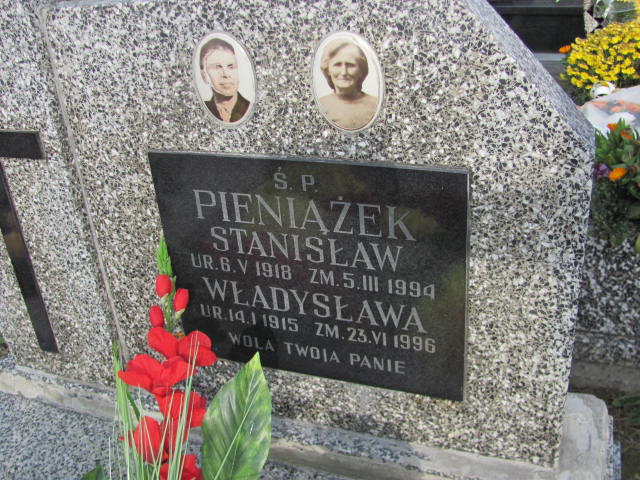 Ś. P.
PIENIĄŻEK
STANISŁAW
UR. 6. V 1918 ZM. 5. III 1994
WŁADYSŁAWA
UR. 14. I 1915 ZM. 23. VI 1996
WOLA TWOJA PANIE